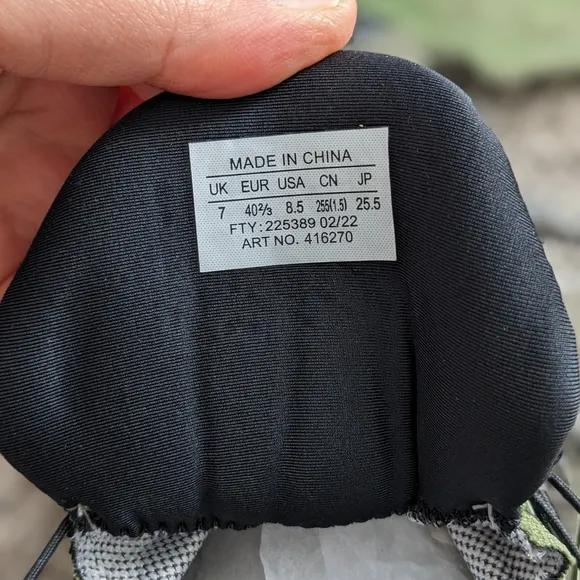 MADE IN CHINA
UK EUR USA CN JP
7 40⅔ 8.5 255(1.5) 25.5
FTY: 225389 02/22
ART NO. 416270